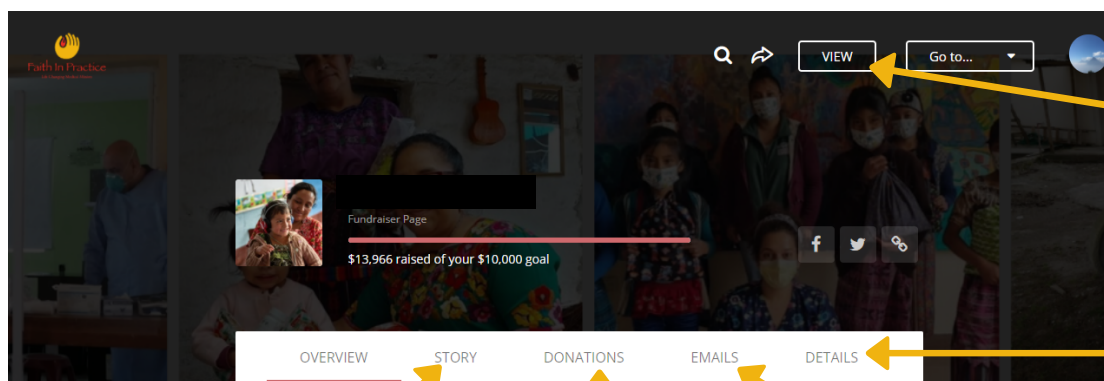 VIEW
Go to...
Faith In Practice
Fundraiser Page
$13,966 raised of your $10,000 goal
OVERVIEW STORY DONATIONS EMAILS DETAILS